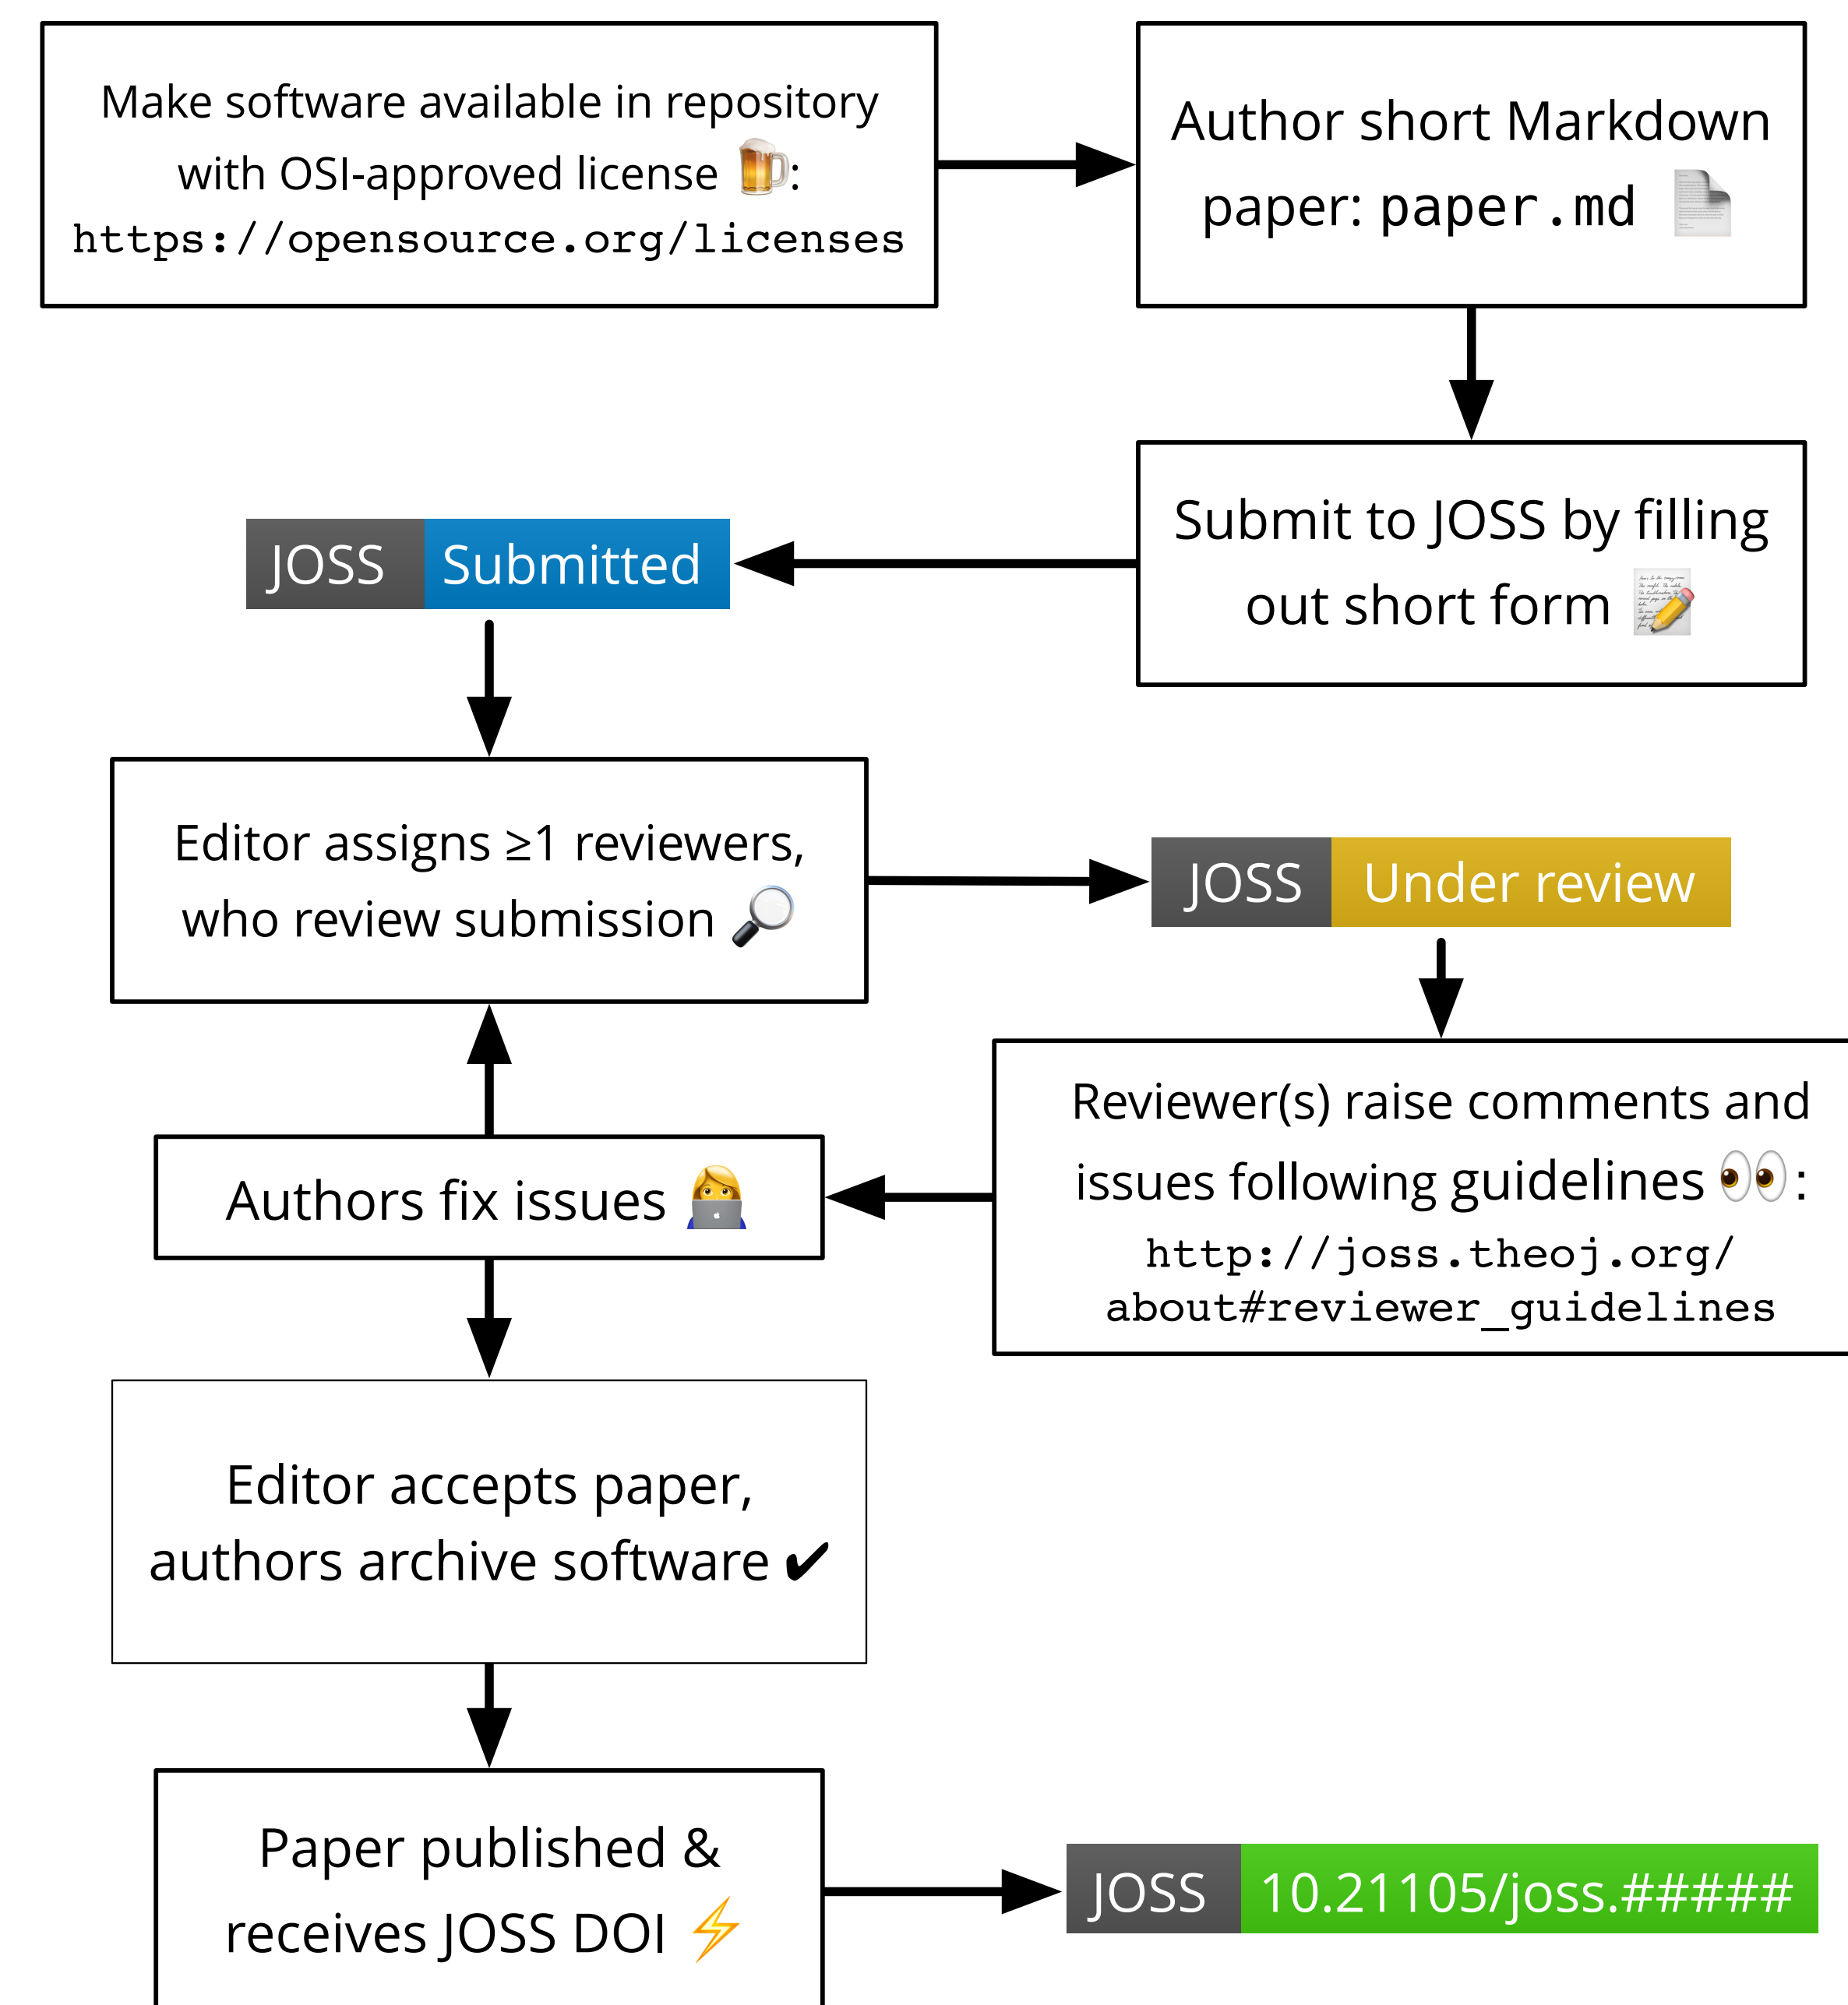 Make software available in repository
with OSI-approved license 🍺:
https://opensource.org/licenses
Author short Markdown
paper: paper.md
Submit to JOSS by filling
out short form
JOSS Submitted
Editor assigns ≥1 reviewers,
who review submission
JOSS Under review
Reviewer(s) raise comments and
issues following guidelines 👀:
http://joss.theoj.org/
about#reviewer_guidelines
Authors fix issues
Editor accepts paper,
authors archive software ✔
Paper published &
receives JOSS DOI ⚡
JOSS 10.21105/joss.#####